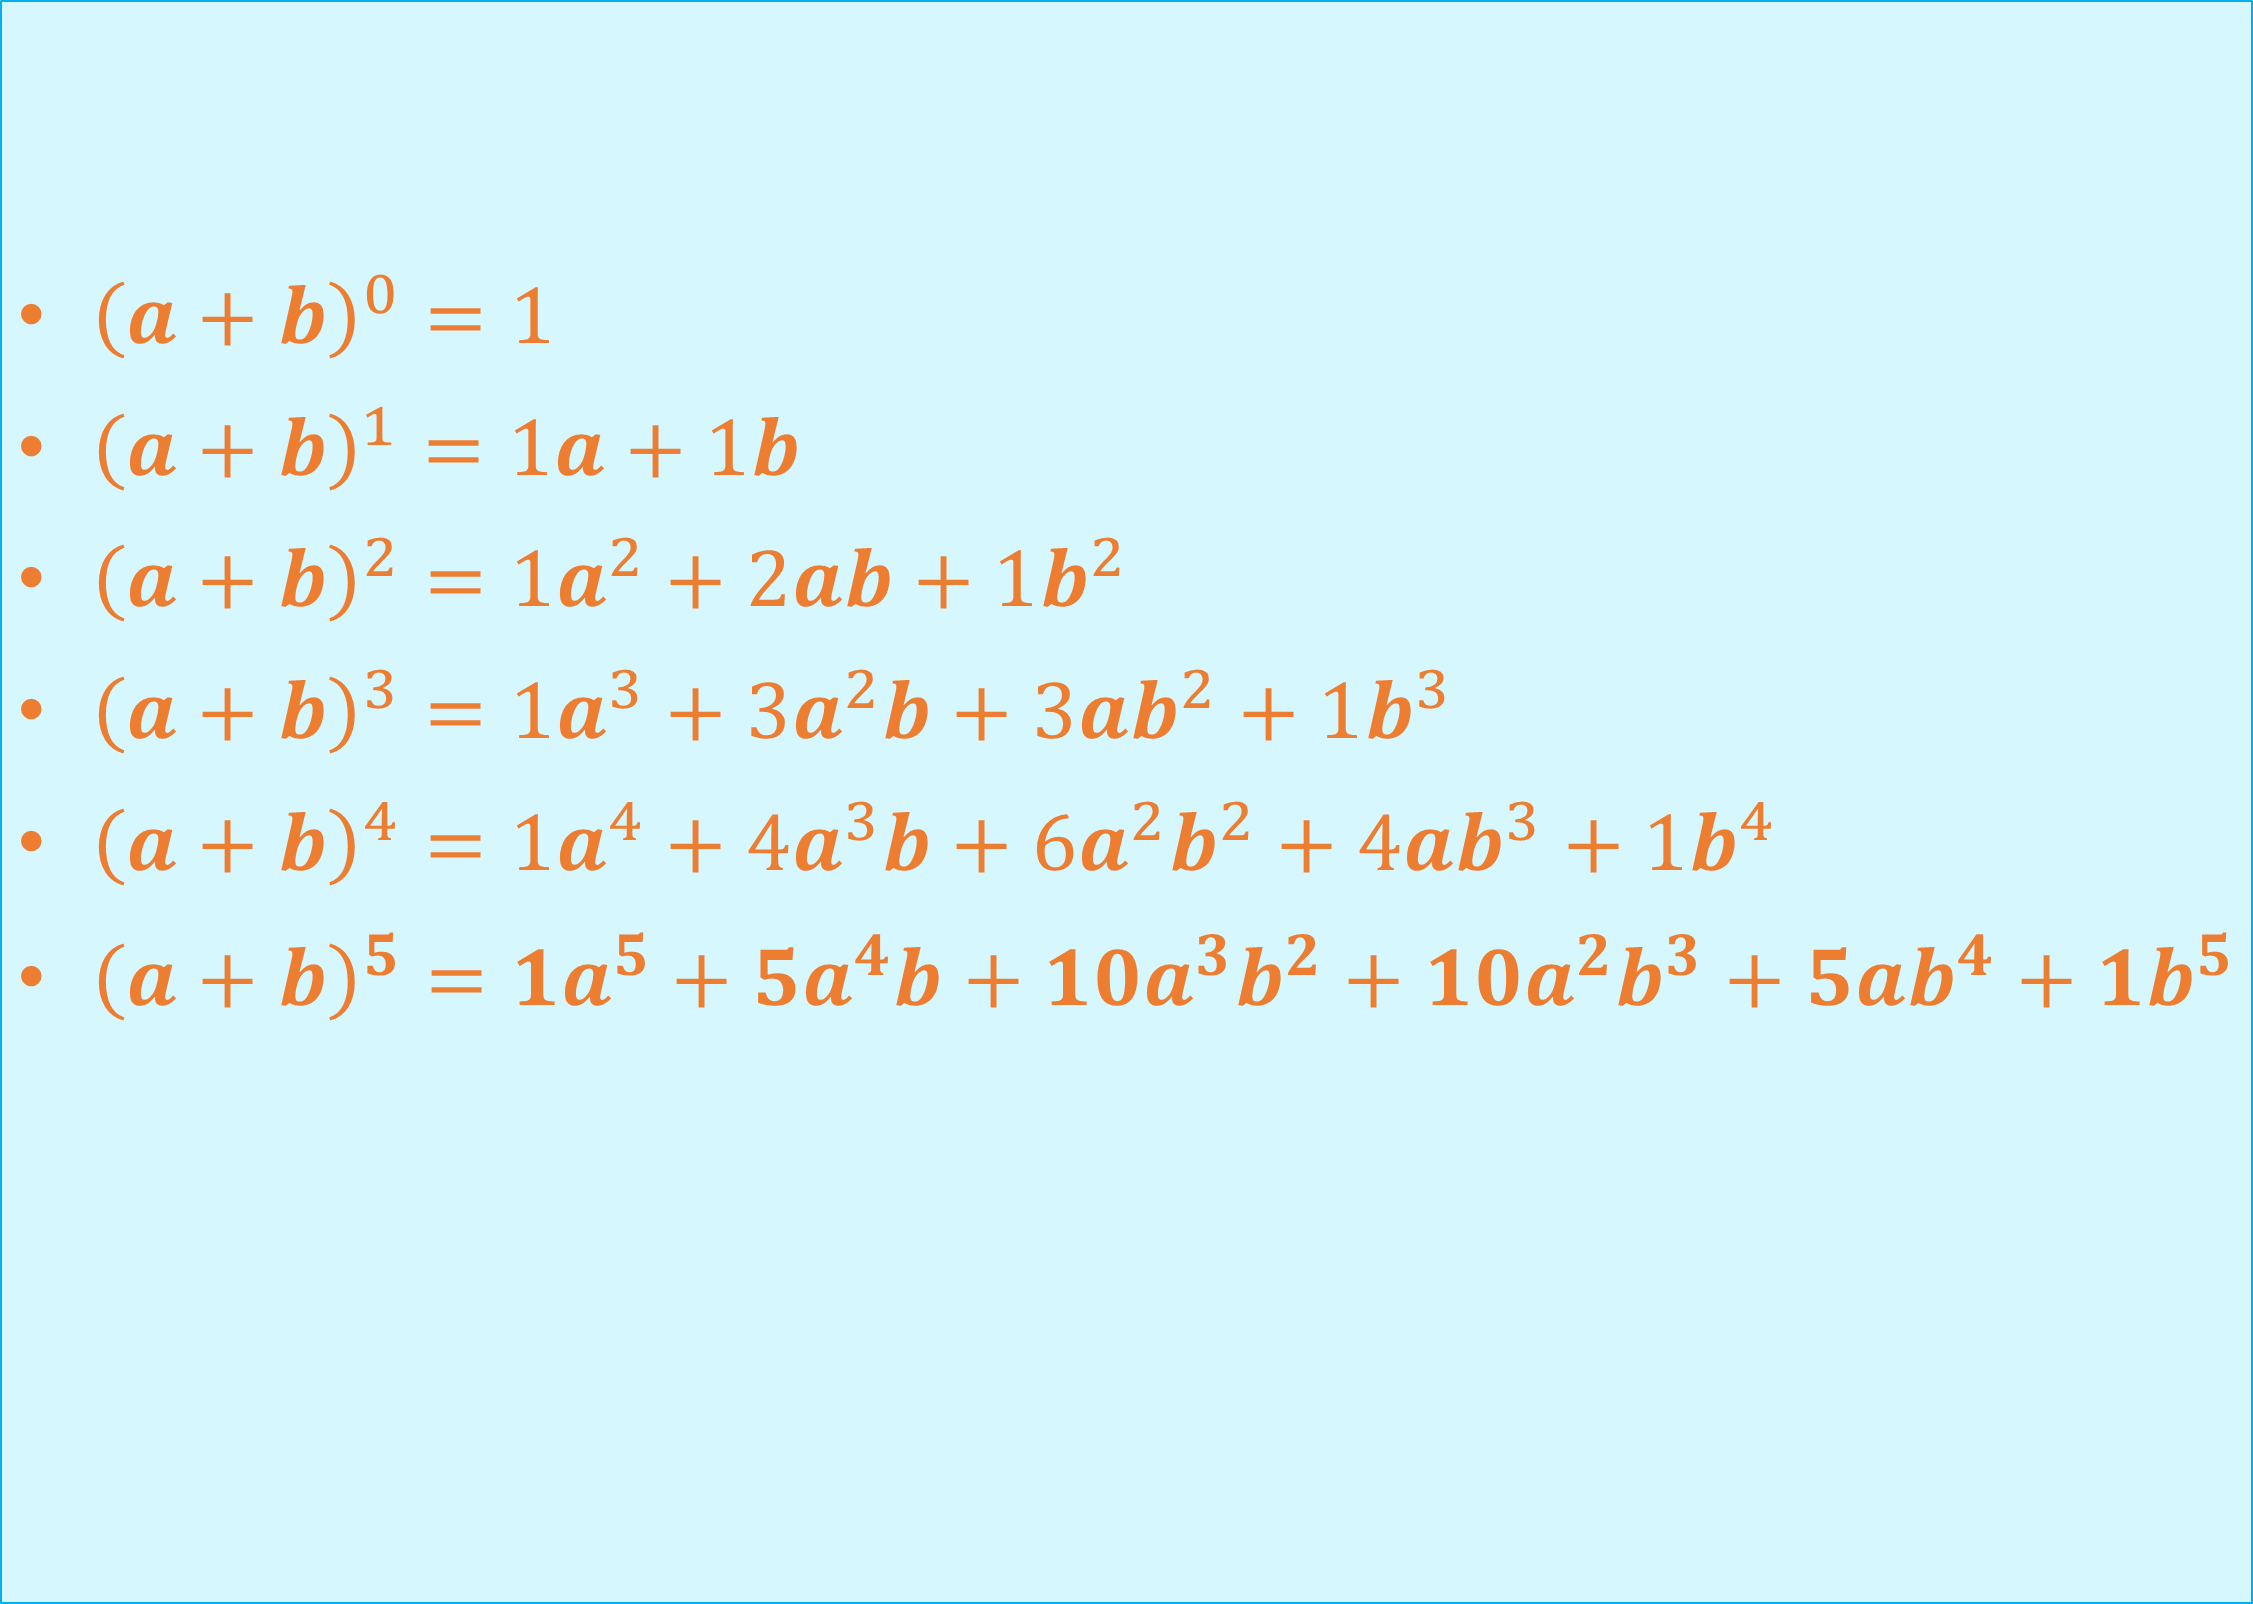 • (a + b)⁰ = 1
• (a + b)¹ = 1a + 1b
• (a + b)² = 1a² + 2ab + 1b²
• (a + b)³ = 1a³ + 3a²b + 3ab² + 1b³
• (a + b)⁴ = 1a⁴ + 4a³b + 6a²b² + 4ab³ + 1b⁴
• (a + b)⁵ = 1a⁵ + 5a⁴b + 10a³b² + 10a²b³ + 5ab⁴ + 1b⁵